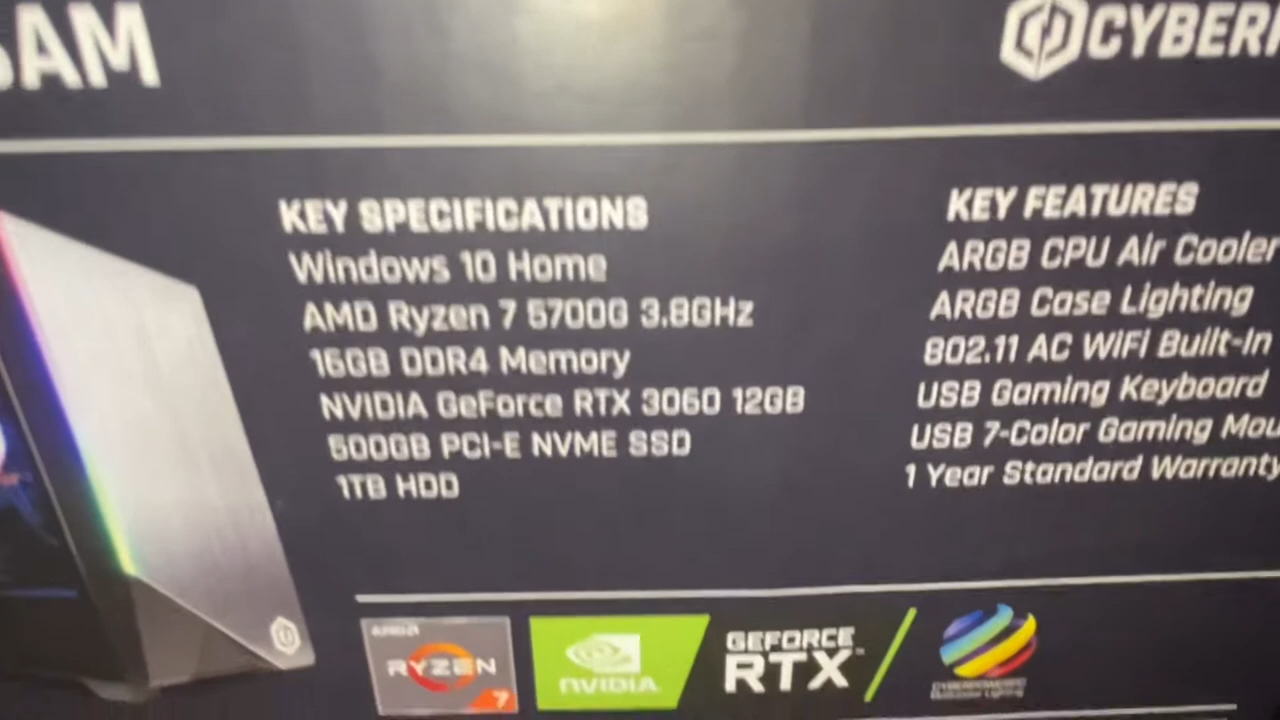 AM
CYBER
KEY SPECIFICATIONS
Windows 10 Home
AMD Ryzen 7 5700G 3.8GHz
16GB DDR4 Memory
NVIDIA GeForce RTX 3060 12GB
500GB PCI-E NVME SSD
1TB HDD
KEY FEATURES
ARGB CPU Air Cooler
ARGB Case Lighting
802.11 AC WiFi Built-In
USB Gaming Keyboard
USB 7-Color Gaming Mou
1 Year Standard Warranty
AMD
RYZEN
7
NVIDIA
GEFORCE
RTX